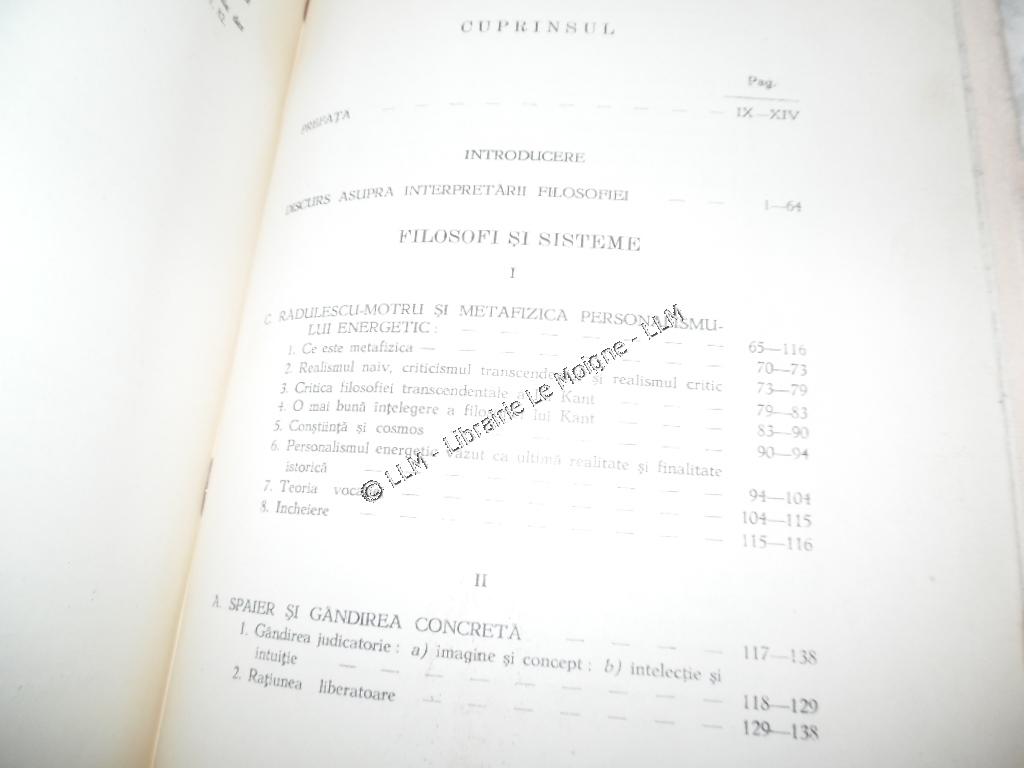 CUPRINSUL
Pag.
PREFAȚA — — — — — — — — — — — IX—XIV
INTRODUCERE
DISCURS ASUPRA INTERPRETĂRII FILOSOFIEI — — 1—64
FILOSOFI ȘI SISTEME
I
C. RĂDULESCU-MOTRU ȘI METAFIZICA PERSONALISMU-
LUI ENERGETIC : — — — — — — — 65—116
1. Ce este metafizica — — — — — — — 70—73
2. Realismul naiv, criticismul și realismul critic 73—79
3. Critica filosofiei transcendentale a lui Kant — — — 79—83
4. O mai bună înțelegere a filosofiei lui Kant — — — 83—90
5. Conștiință și cosmos — — — — — — — 90—94
6. Personalismul energetic văzut ca ultimă realitate și finalitate
istorică — — — — — — — — — 94—104
7. Teoria — — — — — — — — 104—115
8. Incheiere — — — — — — — — — 115—116
II
A. SPAIER ȘI GÂNDIREA CONCRETĂ — — — — 117—138
1. Gândirea judicatorie : a) imagine și concept ; b) intelecție și
intuiție — — — — — — — — — 118—129
2. Rațiunea liberatoare — — — — — — — 129—138
© LLM - Librairie Le Moigne - LLM